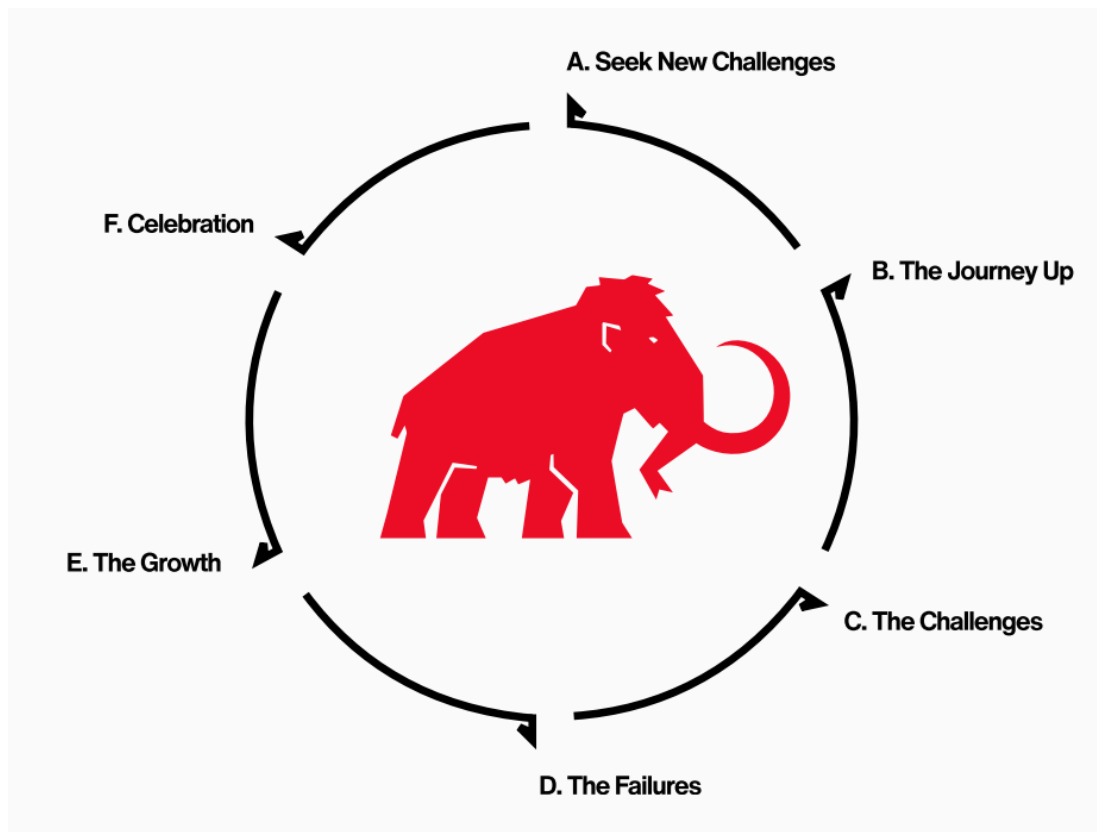 A. Seek New Challenges
B. The Journey Up
C. The Challenges
D. The Failures
E. The Growth
F. Celebration